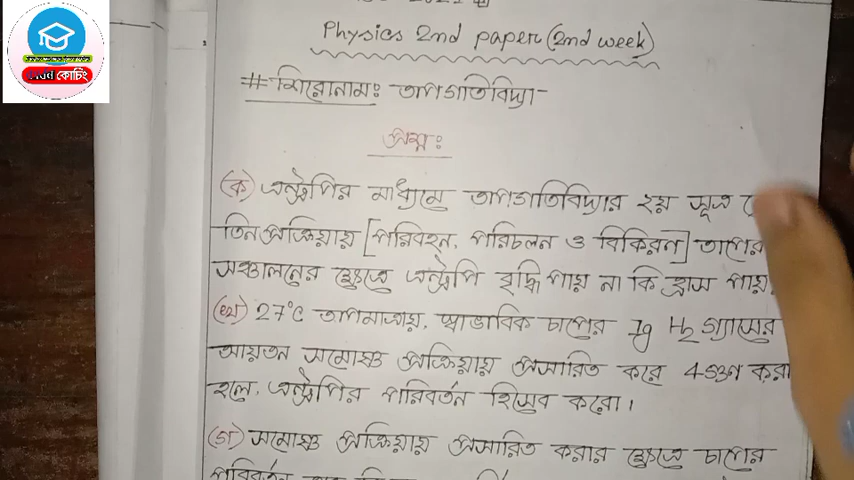 কোচিং
Physics 2nd paper (2nd week)
# শিরোনামঃ তাপগতিবিদ্যা
প্রশ্নঃ
(ক) এন্ট্রপির মাধ্যমে তাপগতিবিদ্যার ২য় সূত্র
তিন প্রক্রিয়ায় [পরিবহন, পরিচলন ও বিকিরন] তাপের
সঞ্চালনের ক্ষেত্রে এন্ট্রপি বৃদ্ধি পায় না কি হ্রাস পায়
(খ) 27°C তাপমাত্রায়, স্বাভাবিক চাপের 1g H₂ গ্যাসের
আয়তন সমোষ্ণ প্রক্রিয়ায় প্রসারিত করে 4গুণ করা
হলে, এন্ট্রপির পরিবর্তন হিসেব করো।
(গ) সমোষ্ণ প্রক্রিয়ায় প্রসারিত করার ক্ষেত্রে চাপের